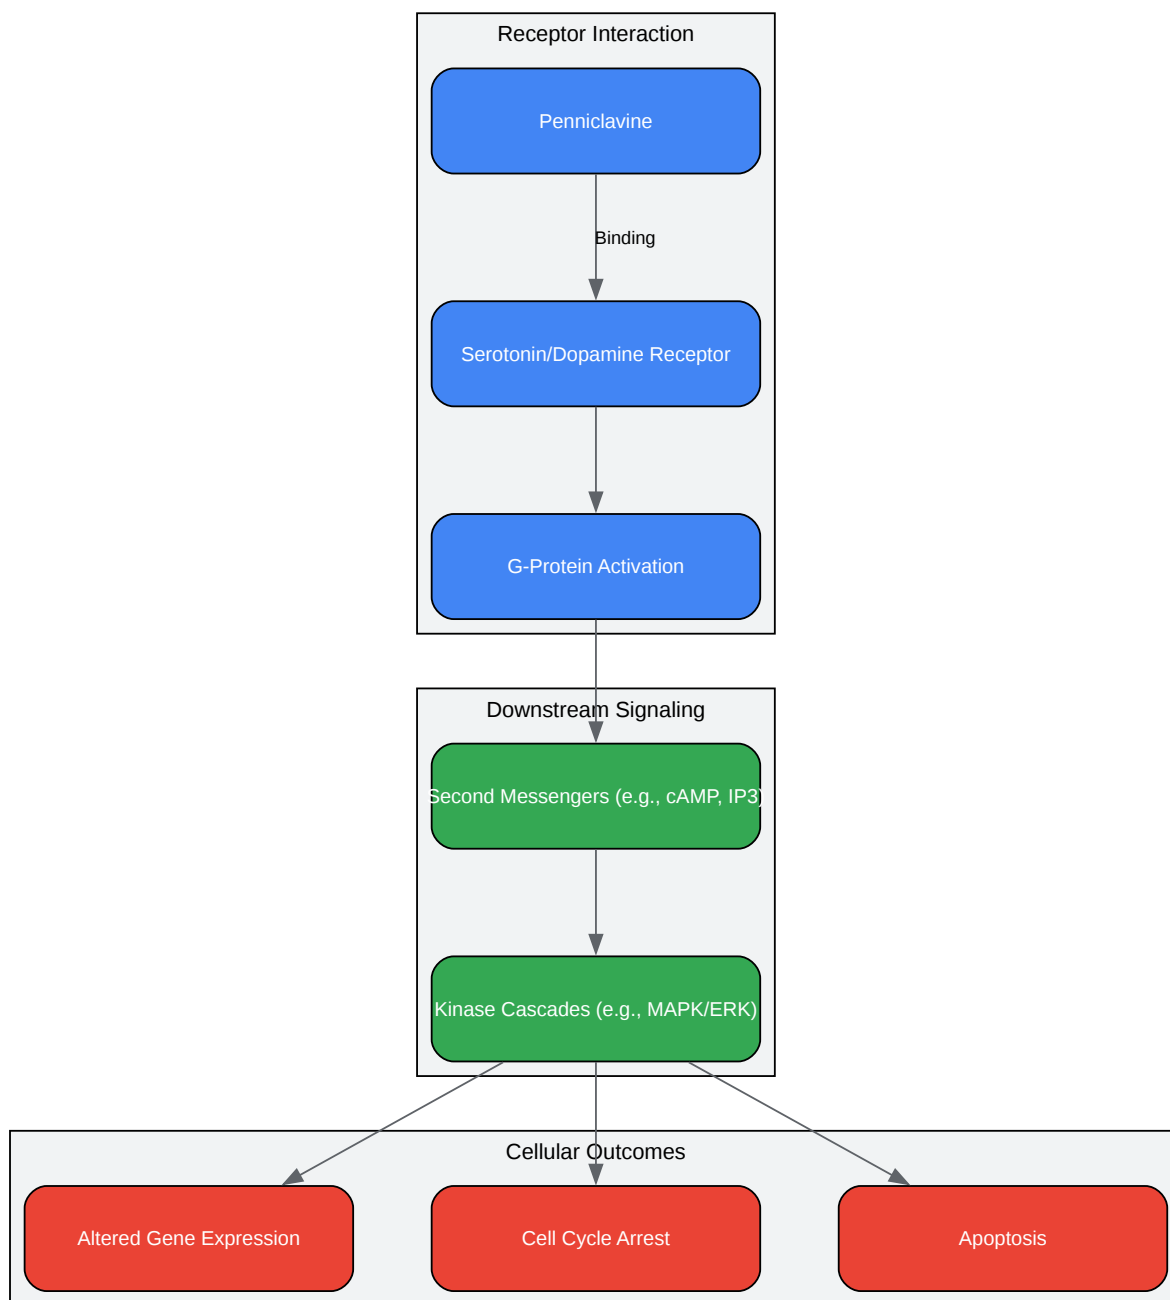 Receptor Interaction
Penniclavine
Binding
Serotonin/Dopamine Receptor
G-Protein Activation
Downstream Signaling
Second Messengers (e.g., cAMP, IP3)
Kinase Cascades (e.g., MAPK/ERK)
Cellular Outcomes
Altered Gene Expression
Cell Cycle Arrest
Apoptosis